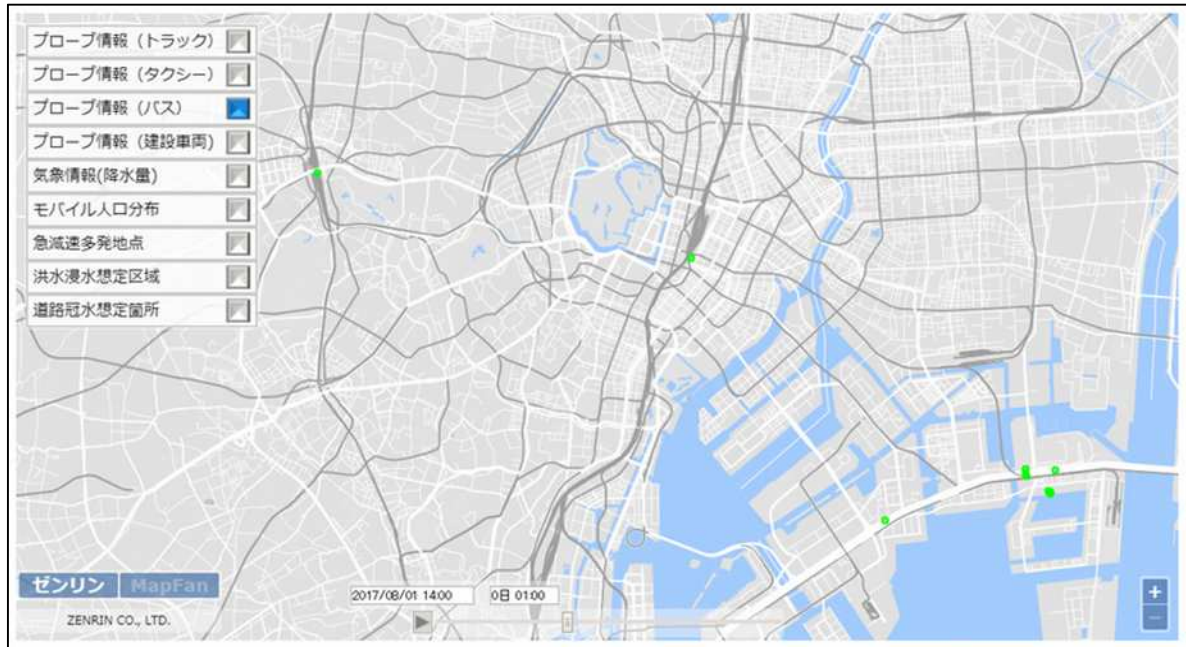 プローブ情報（トラック）
プローブ情報（タクシー）
プローブ情報（バス）
プローブ情報（建設車両)
気象情報(降水量)
モバイル人口分布
急減速多発地点
洪水浸水想定区域
道路冠水想定箇所
ゼンリン MapFan
2017/08/01 14:00 0日 01:00
ZENRIN CO., LTD.
+
−